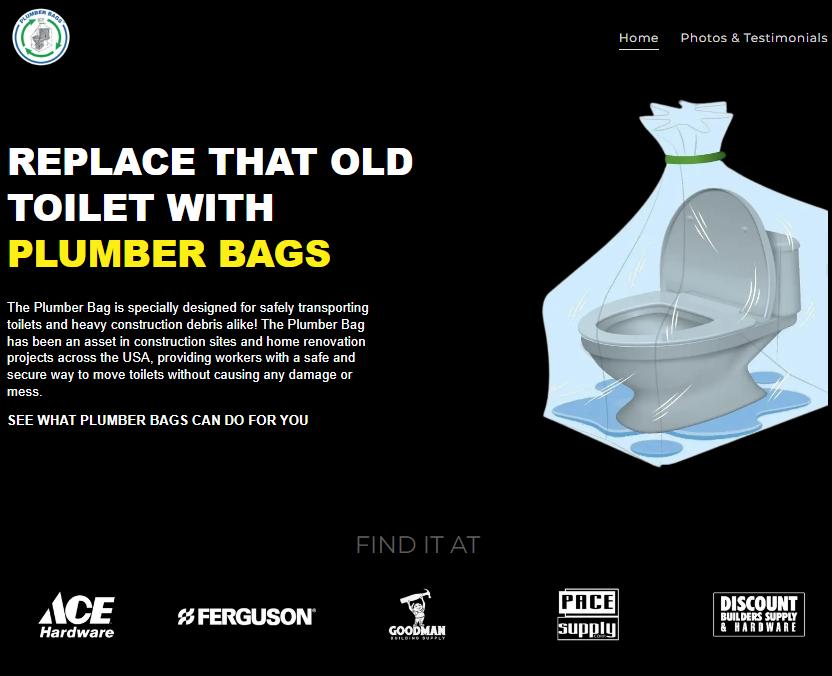 PLUMBER BAGS
Home
Photos & Testimonials
REPLACE THAT OLD
TOILET WITH
PLUMBER BAGS
The Plumber Bag is specially designed for safely transporting
toilets and heavy construction debris alike! The Plumber Bag
has been an asset in construction sites and home renovation
projects across the USA, providing workers with a safe and
secure way to move toilets without causing any damage or
mess.
SEE WHAT PLUMBER BAGS CAN DO FOR YOU
FIND IT AT
ACE
Hardware
FERGUSON®
GOODMAN
BUILDING SUPPLY
PACE
supply.com
DISCOUNT
BUILDERS SUPPLY
& HARDWARE